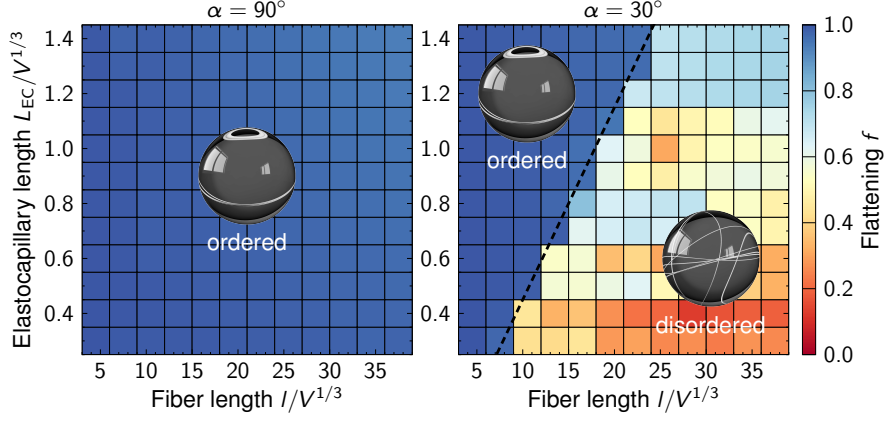 α = 90°
α = 30°
Elastocapillary length L_EC/V^{1/3}
1.4
1.2
1.0
0.8
0.6
0.4
ordered
5 10 15 20 25 30 35
Fiber length l/V^{1/3}
1.4
1.2
1.0
0.8
0.6
0.4
ordered
disordered
5 10 15 20 25 30 35
Fiber length l/V^{1/3}
1.0
0.8
0.6
0.4
0.2
0.0
Flattening f